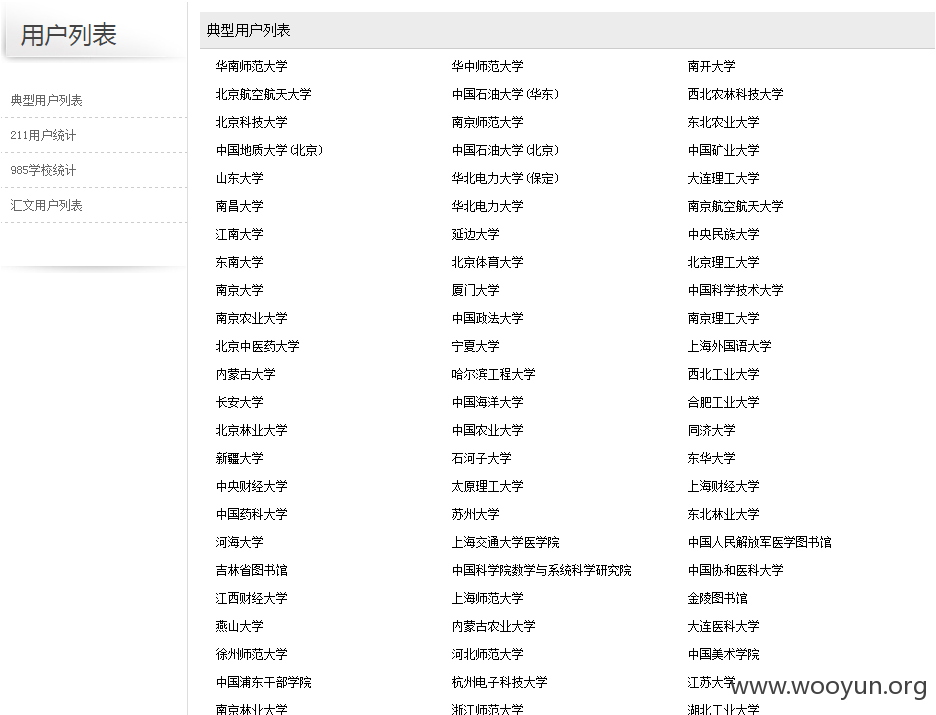 用户列表
典型用户列表
211用户统计
985学校统计
汇文用户列表
典型用户列表
华南师范大学 华中师范大学 南开大学
北京航空航天大学 中国石油大学(华东) 西北农林科技大学
北京科技大学 南京师范大学 东北农业大学
中国地质大学(北京) 中国石油大学(北京) 中国矿业大学
山东大学 华北电力大学(保定) 大连理工大学
南昌大学 华北电力大学 南京航空航天大学
江南大学 延边大学 中央民族大学
东南大学 北京体育大学 北京理工大学
南京大学 厦门大学 中国科学技术大学
南京农业大学 中国政法大学 南京理工大学
北京中医药大学 宁夏大学 上海外国语大学
内蒙古大学 哈尔滨工程大学 西北工业大学
长安大学 中国海洋大学 合肥工业大学
北京林业大学 中国农业大学 同济大学
新疆大学 石河子大学 东华大学
中央财经大学 太原理工大学 上海财经大学
中国药科大学 苏州大学 东北林业大学
河海大学 上海交通大学医学院 中国人民解放军医学图书馆
吉林省图书馆 中国科学院数学与系统科学研究院 中国协和医科大学
江西财经大学 上海师范大学 金陵图书馆
燕山大学 内蒙古农业大学 大连医科大学
徐州师范大学 河北师范大学 中国美术学院
中国浦东干部学院 杭州电子科技大学 江苏大学
www.wooyun.org
南京林业大学 浙江师范大学 湖北工业大学